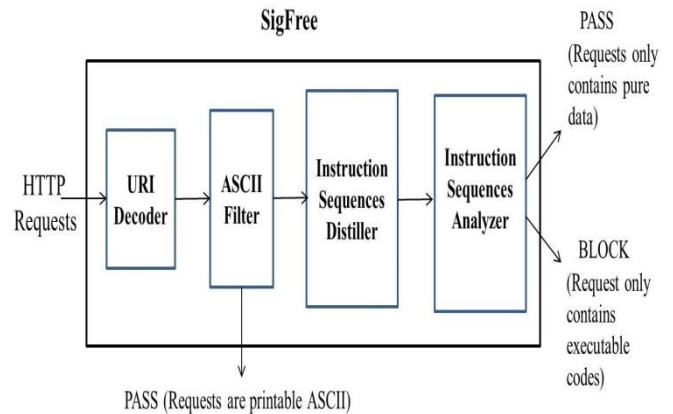 SigFree
HTTP
Requests
URI
Decoder
ASCII
Filter
Instruction
Sequences
Distiller
Instruction
Sequences
Analyzer
PASS
(Requests only
contains pure
data)
BLOCK
(Request only
contains
executable
codes)
PASS (Requests are printable ASCII)